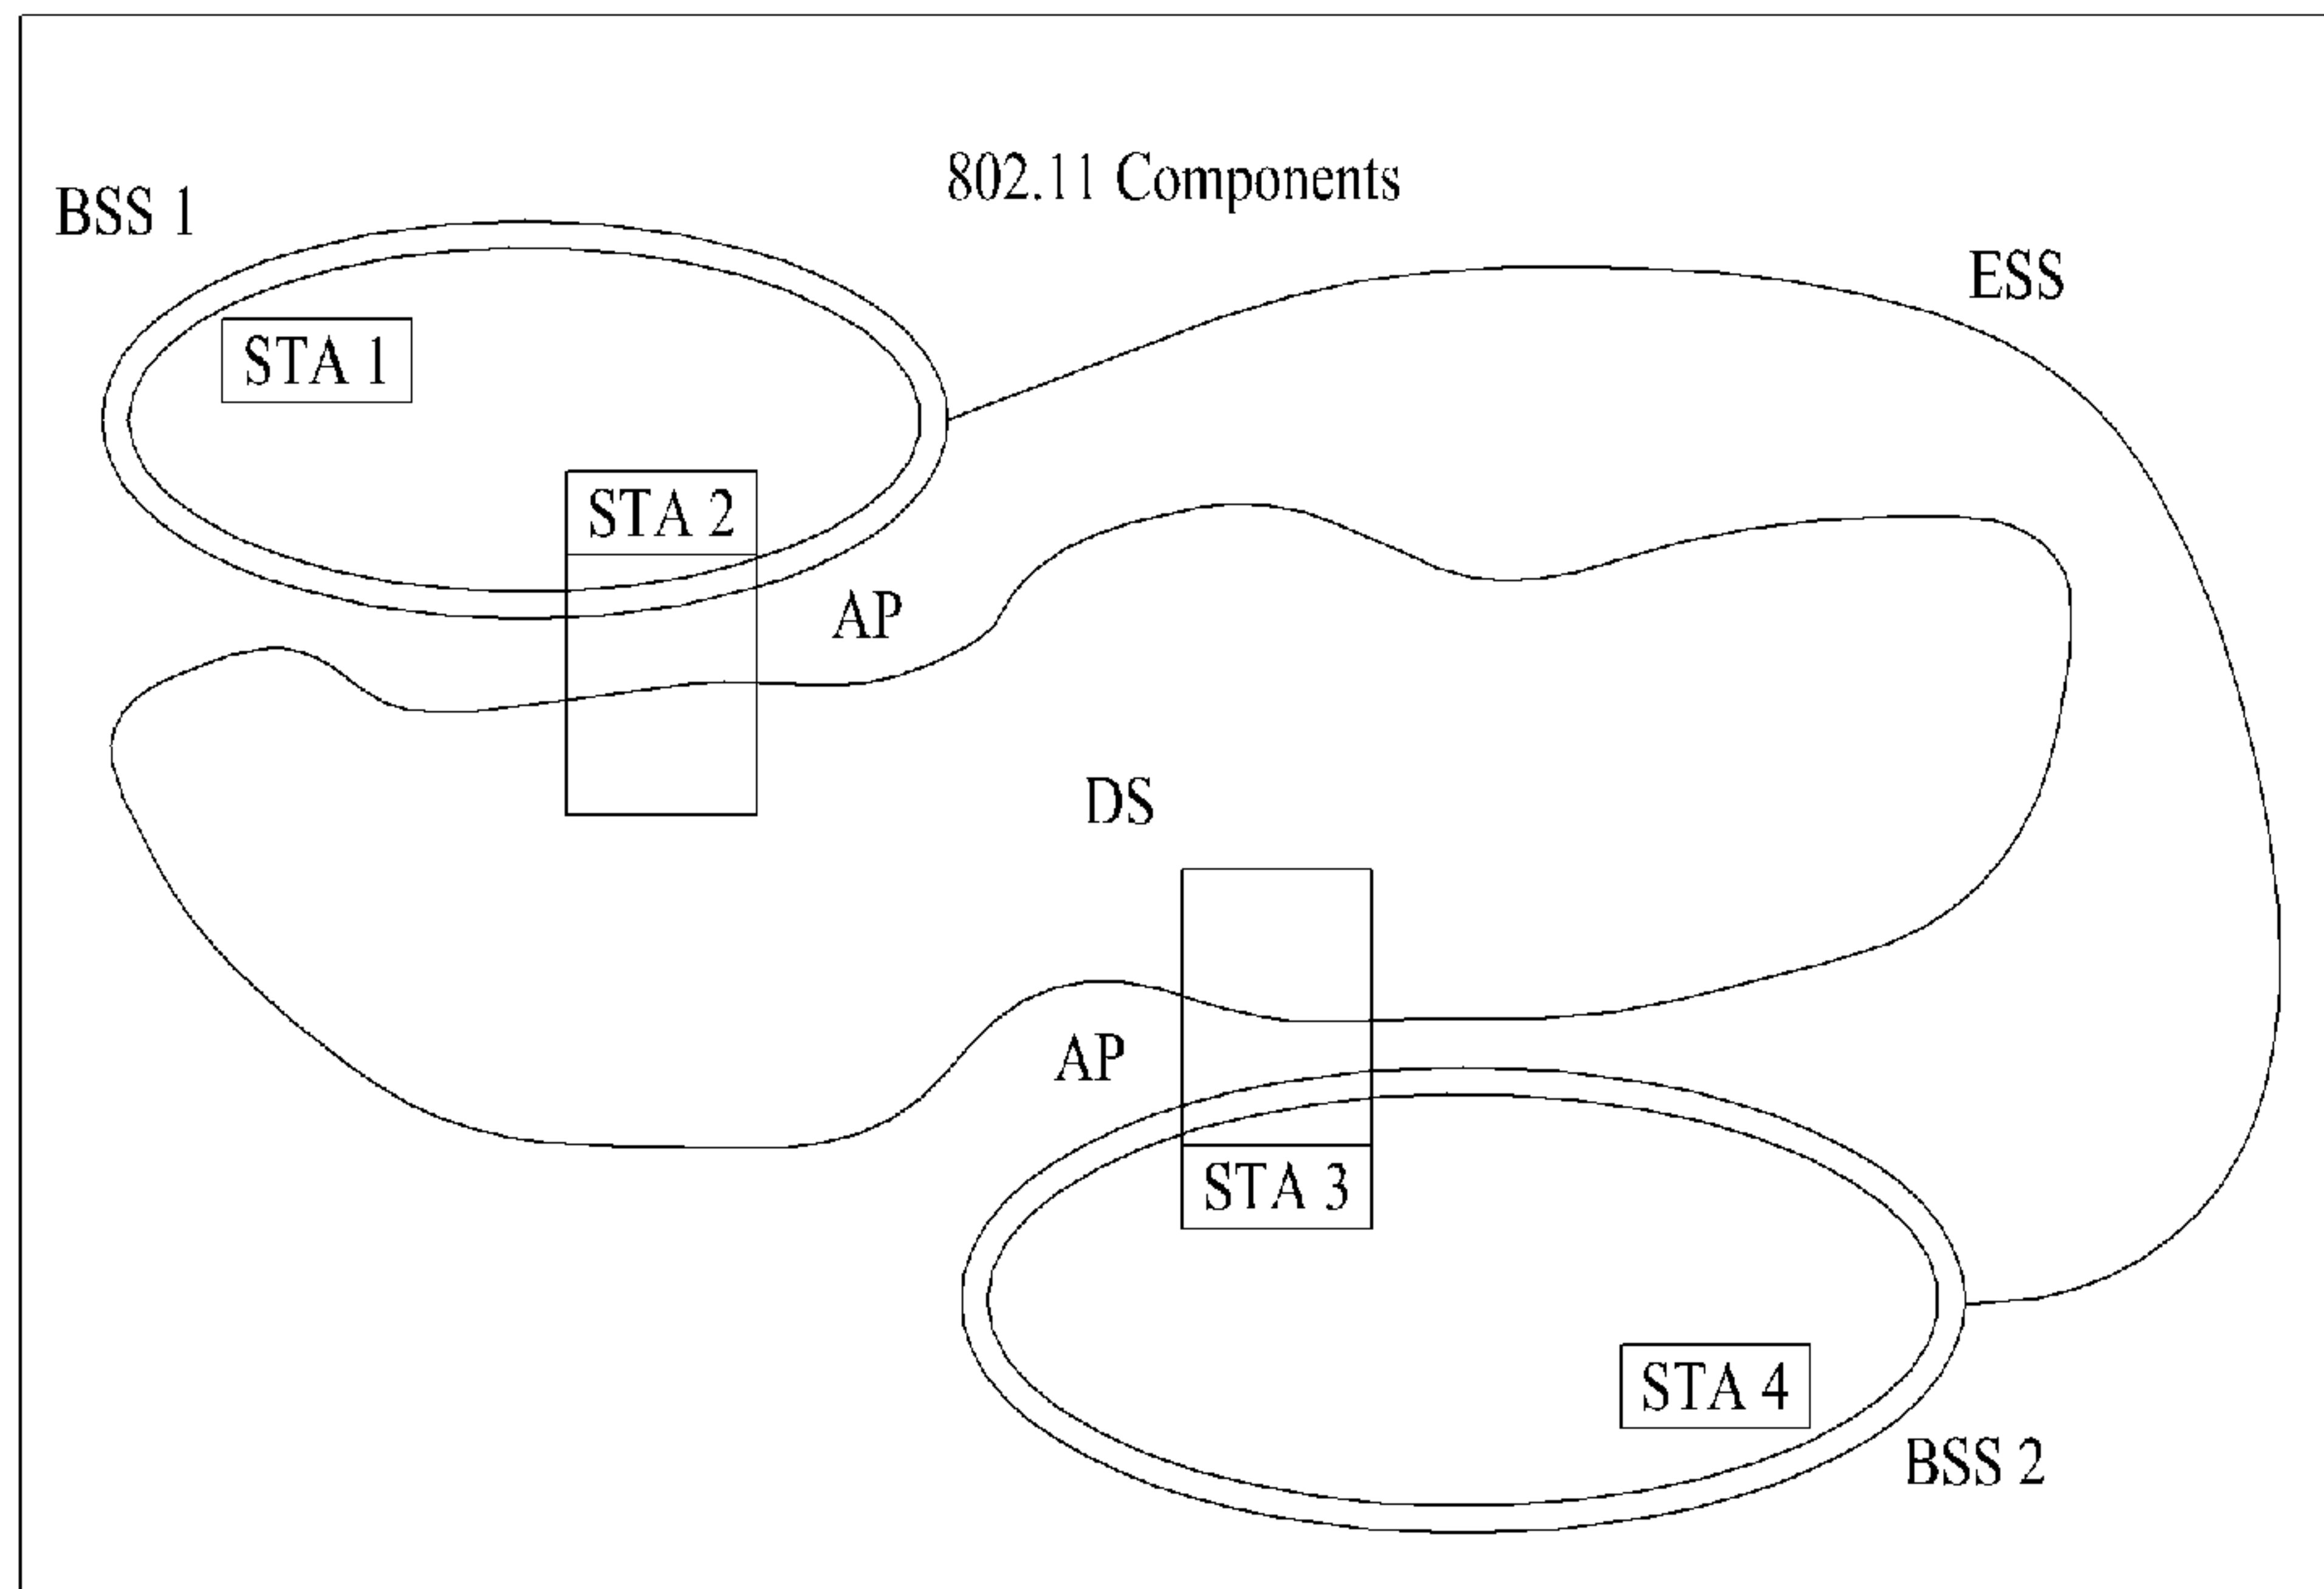 802.11 Components
BSS 1
ESS
STA 1
STA 2
AP
DS
AP
STA 3
STA 4
BSS 2